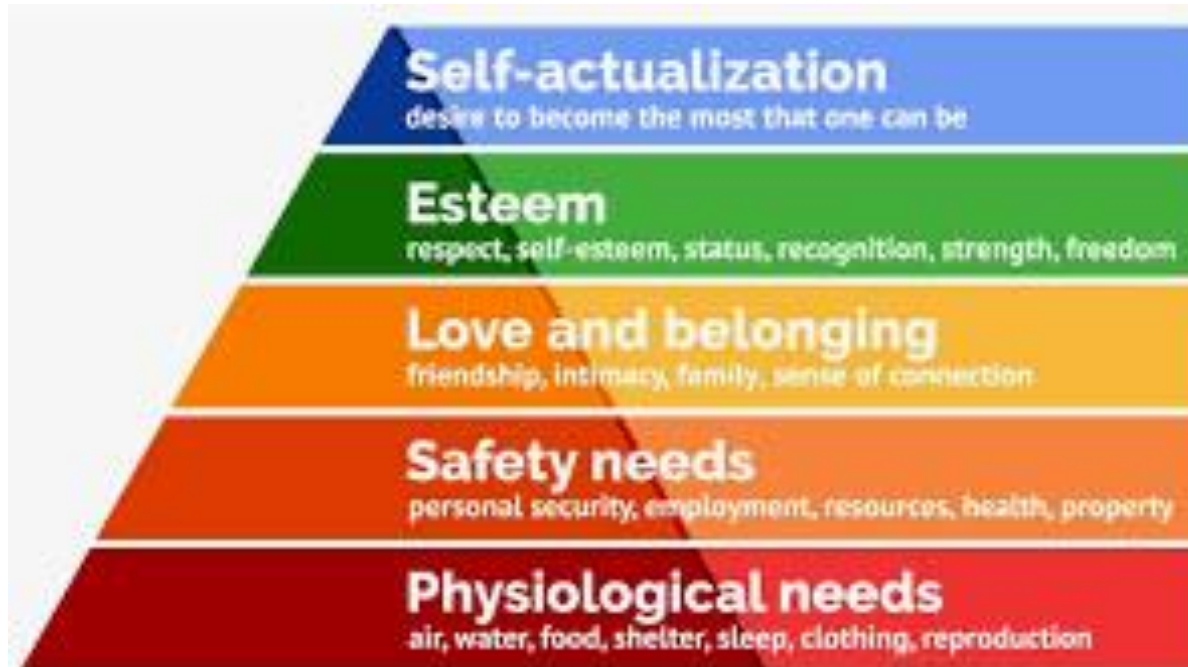 Self-actualization
desire to become the most that one can be
Esteem
respect, self-esteem, status, recognition, strength, freedom
Love and belonging
friendship, intimacy, family, sense of connection
Safety needs
personal security, employment, resources, health, property
Physiological needs
air, water, food, shelter, sleep, clothing, reproduction